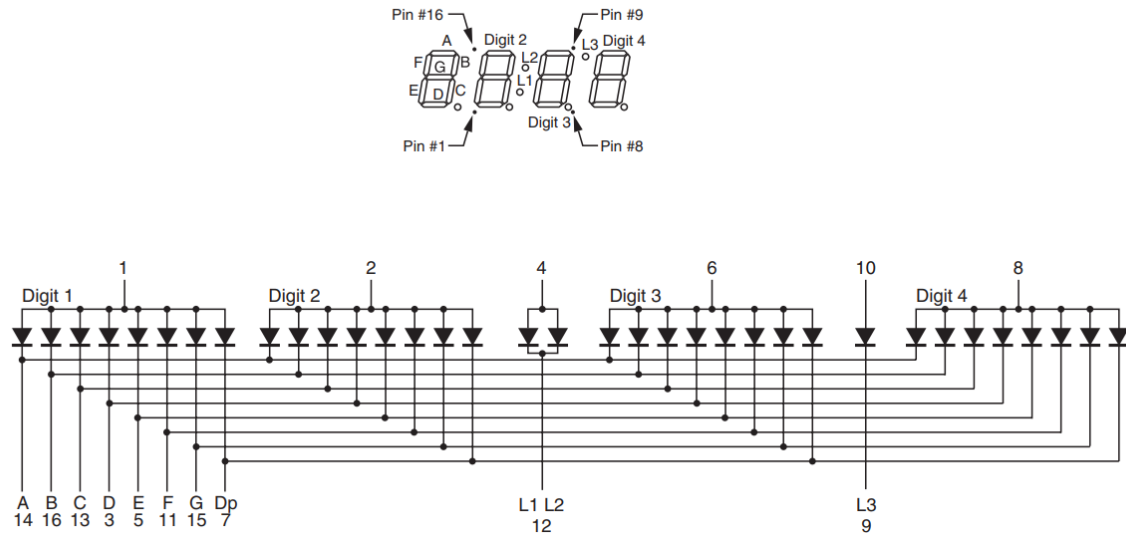 Pin #16 Pin #9
A Digit 2 L3 Digit 4
F B L2
G
L1
E D C
Digit 3
Pin #1 Pin #8
1 2 4 6 10 8
Digit 1 Digit 2 Digit 3 Digit 4
A B C D E F G Dp L1 L2 L3
14 16 13 3 5 11 15 7 12 9